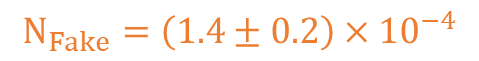 N_Fake = (1.4 ± 0.2) × 10^−4